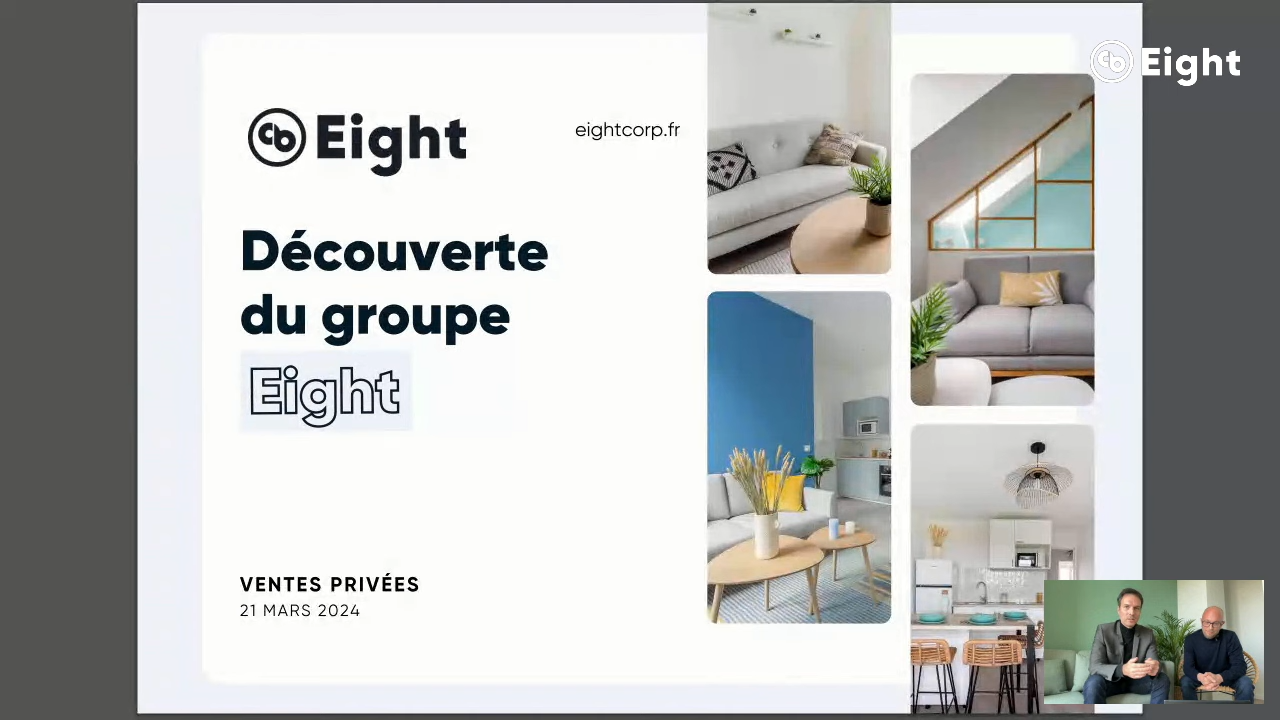 Eight
eightcorp.fr
Eight
Découverte
du groupe
Eight
VENTES PRIVÉES
21 MARS 2024